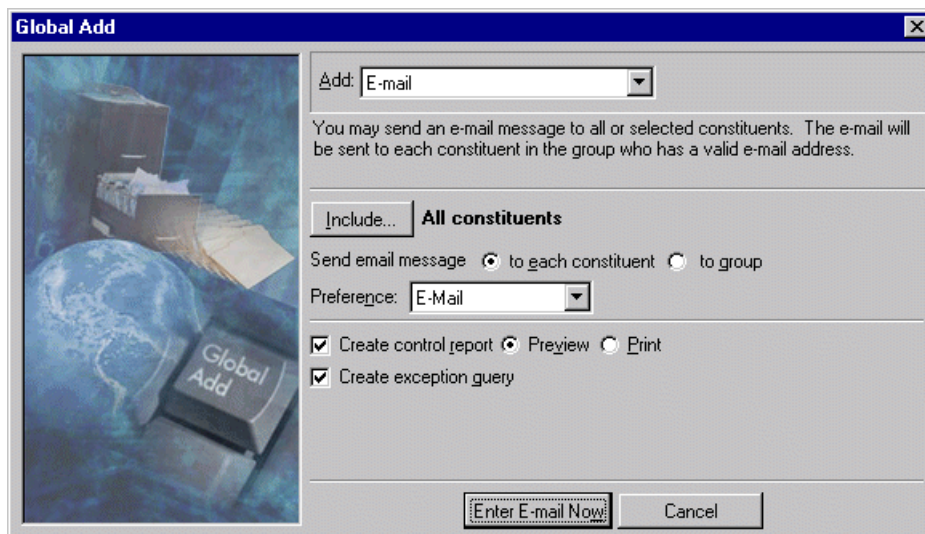 Global Add
Add: E-mail
You may send an e-mail message to all or selected constituents. The e-mail will
be sent to each constituent in the group who has a valid e-mail address.
Include... All constituents
Send email message to each constituent to group
Preference: E-Mail
Create control report Preview Print
Create exception query
Global
Add
Enter E-mail Now Cancel